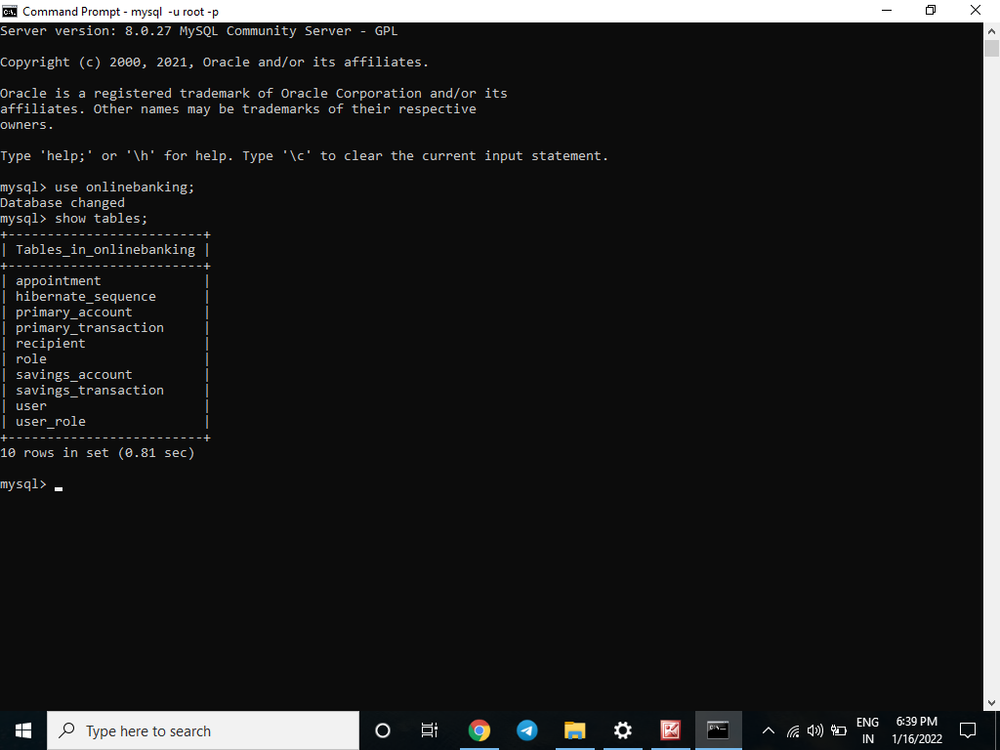 Command Prompt - mysql  -u root -p
Server version: 8.0.27 MySQL Community Server - GPL
Copyright (c) 2000, 2021, Oracle and/or its affiliates.
Oracle is a registered trademark of Oracle Corporation and/or its
affiliates. Other names may be trademarks of their respective
owners.
Type 'help;' or '\h' for help. Type '\c' to clear the current input statement.
mysql> use onlinebanking;
Database changed
mysql> show tables;
+-------------------------+
| Tables_in_onlinebanking |
+-------------------------+
| appointment             |
| hibernate_sequence      |
| primary_account         |
| primary_transaction     |
| recipient               |
| role                    |
| savings_account         |
| savings_transaction     |
| user                    |
| user_role               |
+-------------------------+
10 rows in set (0.81 sec)
mysql>
Type here to search
ENG
IN
6:39 PM
1/16/2022